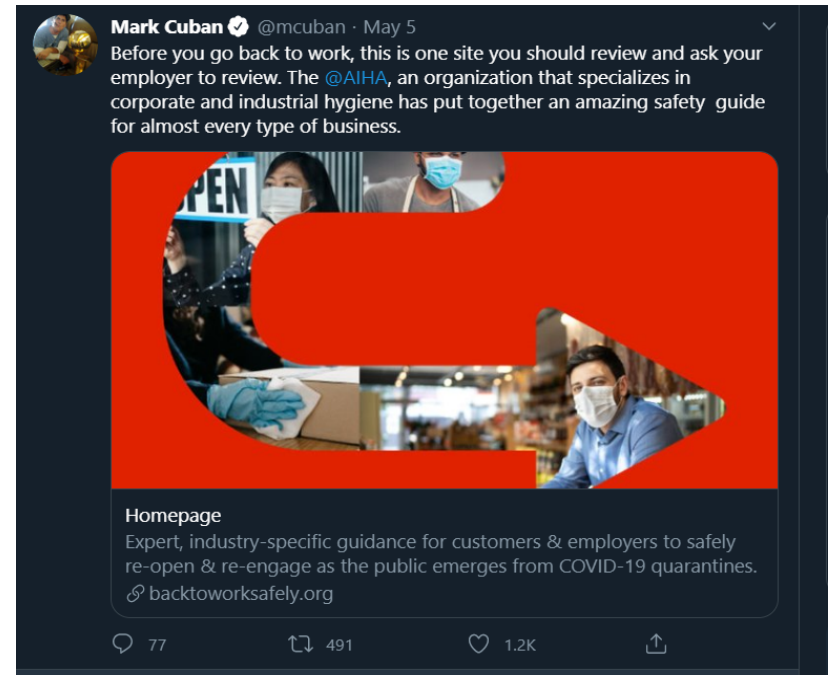 Mark Cuban @mcuban · May 5
Before you go back to work, this is one site you should review and ask your
employer to review. The @AIHA, an organization that specializes in
corporate and industrial hygiene has put together an amazing safety guide
for almost every type of business.
OPEN
Homepage
Expert, industry-specific guidance for customers & employers to safely
re-open & re-engage as the public emerges from COVID-19 quarantines.
backtoworksafely.org
77 491 1.2K